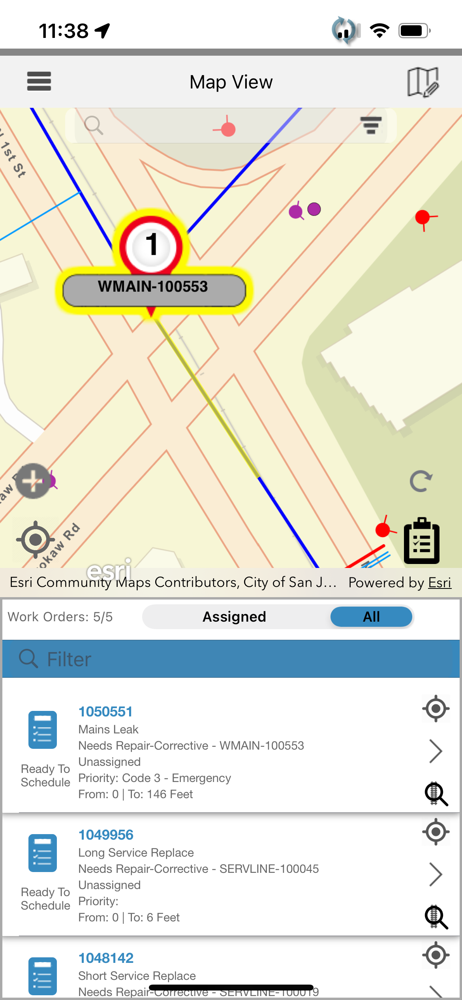 11:38
Map View
N 1st St
1
WMAIN-100553
okaw Rd
esri
Esri Community Maps Contributors, City of San J... Powered by Esri
Work Orders: 5/5 Assigned All
Filter
1050551
Mains Leak
Needs Repair-Corrective - WMAIN-100553
Unassigned
Ready To
Schedule
Priority: Code 3 - Emergency
From: 0 | To: 146 Feet
1049956
Long Service Replace
Needs Repair-Corrective - SERVLINE-100045
Unassigned
Ready To
Schedule
Priority:
From: 0 | To: 6 Feet
1048142
Short Service Replace
Needs Repair-Corrective - SERVLINE-100019